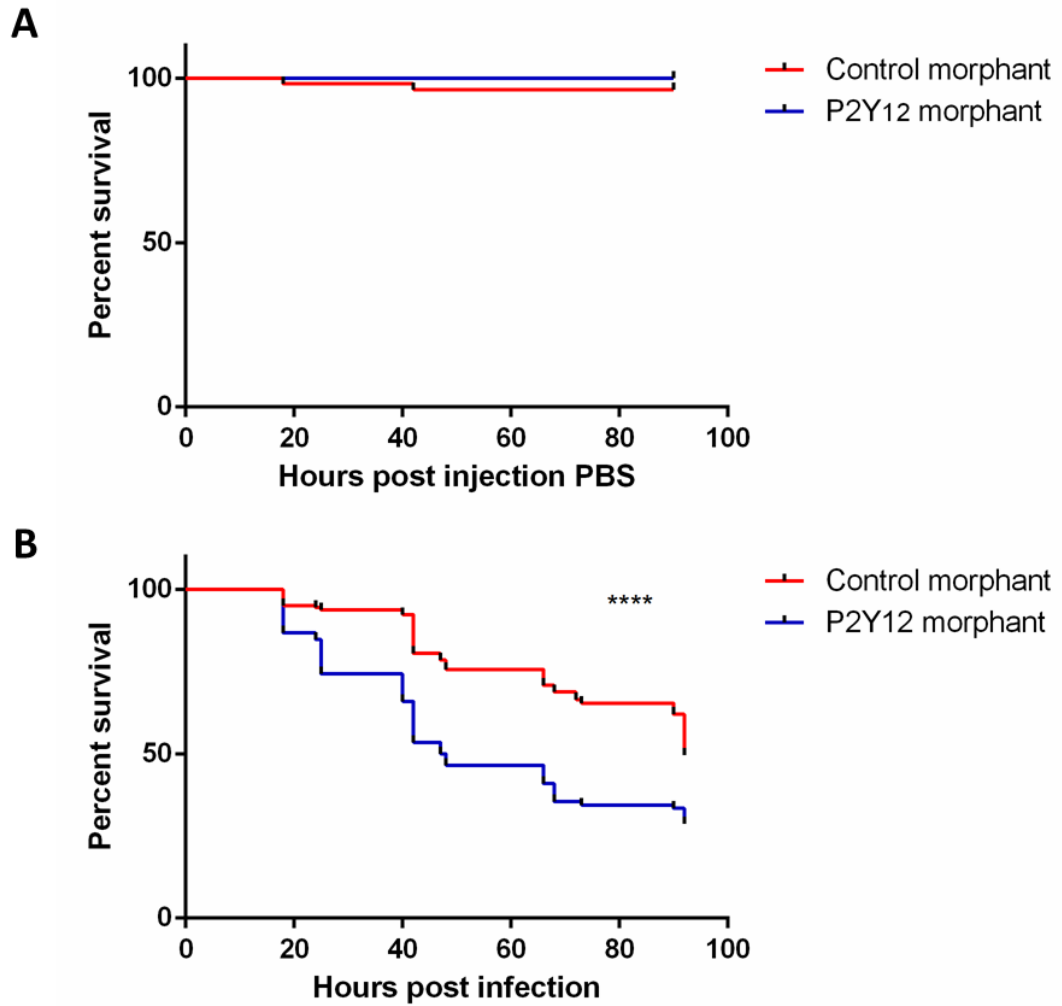 A
Control morphant
P2Y12 morphant
100
50
0
Percent survival
0 20 40 60 80 100
Hours post injection PBS
B
Control morphant
P2Y12 morphant
****
100
50
0
Percent survival
0 20 40 60 80 100
Hours post infection